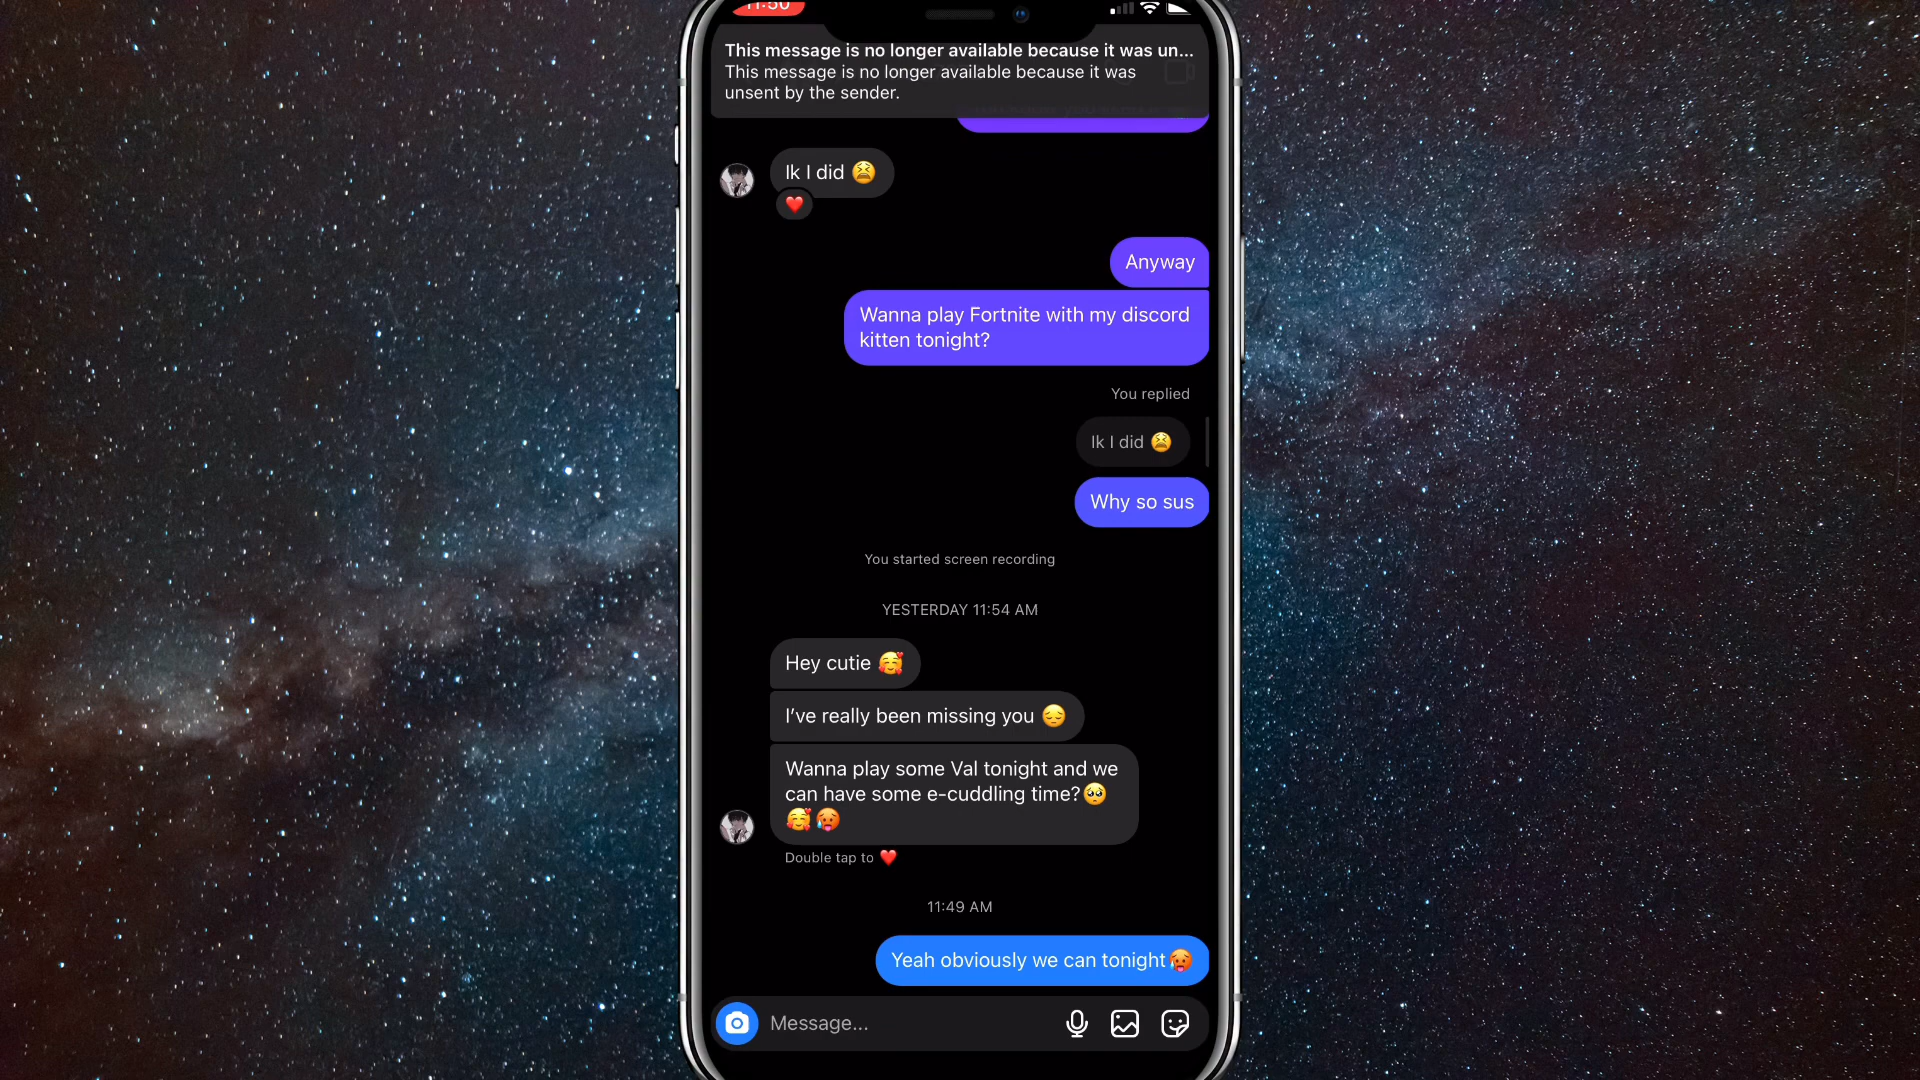 11:50
This message is no longer available because it was un...
This message is no longer available because it was
unsent by the sender.
Ik I did 😫
❤️
Anyway
Wanna play Fortnite with my discord
kitten tonight?
You replied
Ik I did 😫
Why so sus
You started screen recording
YESTERDAY 11:54 AM
Hey cutie 🥰
I’ve really been missing you 😔
Wanna play some Val tonight and we
can have some e-cuddling time?🥺
🥰🥵
Double tap to ❤️
11:49 AM
Yeah obviously we can tonight🥵
Message...